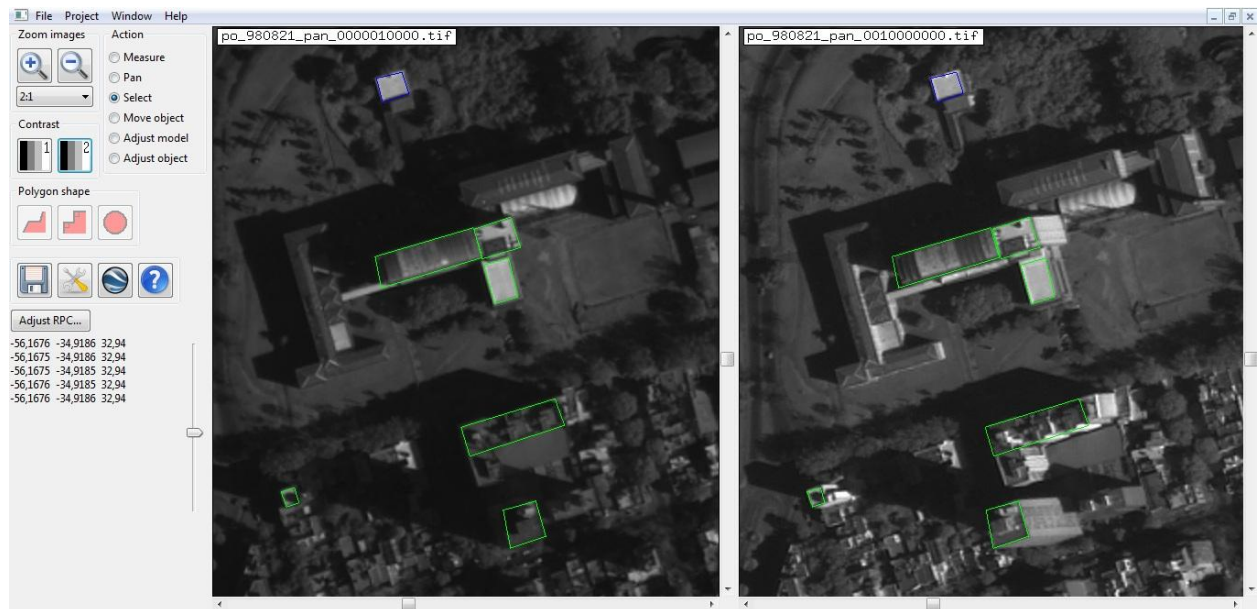 File Project Window Help
Zoom images
2:1
Contrast
1 2
Polygon shape
Action
Measure
Pan
Select
Move object
Adjust model
Adjust object
?
Adjust RPC...
-56,1676 -34,9186 32,94
-56,1675 -34,9186 32,94
-56,1675 -34,9185 32,94
-56,1676 -34,9185 32,94
-56,1676 -34,9186 32,94
po_980821_pan_0000010000.tif
po_980821_pan_0010000000.tif